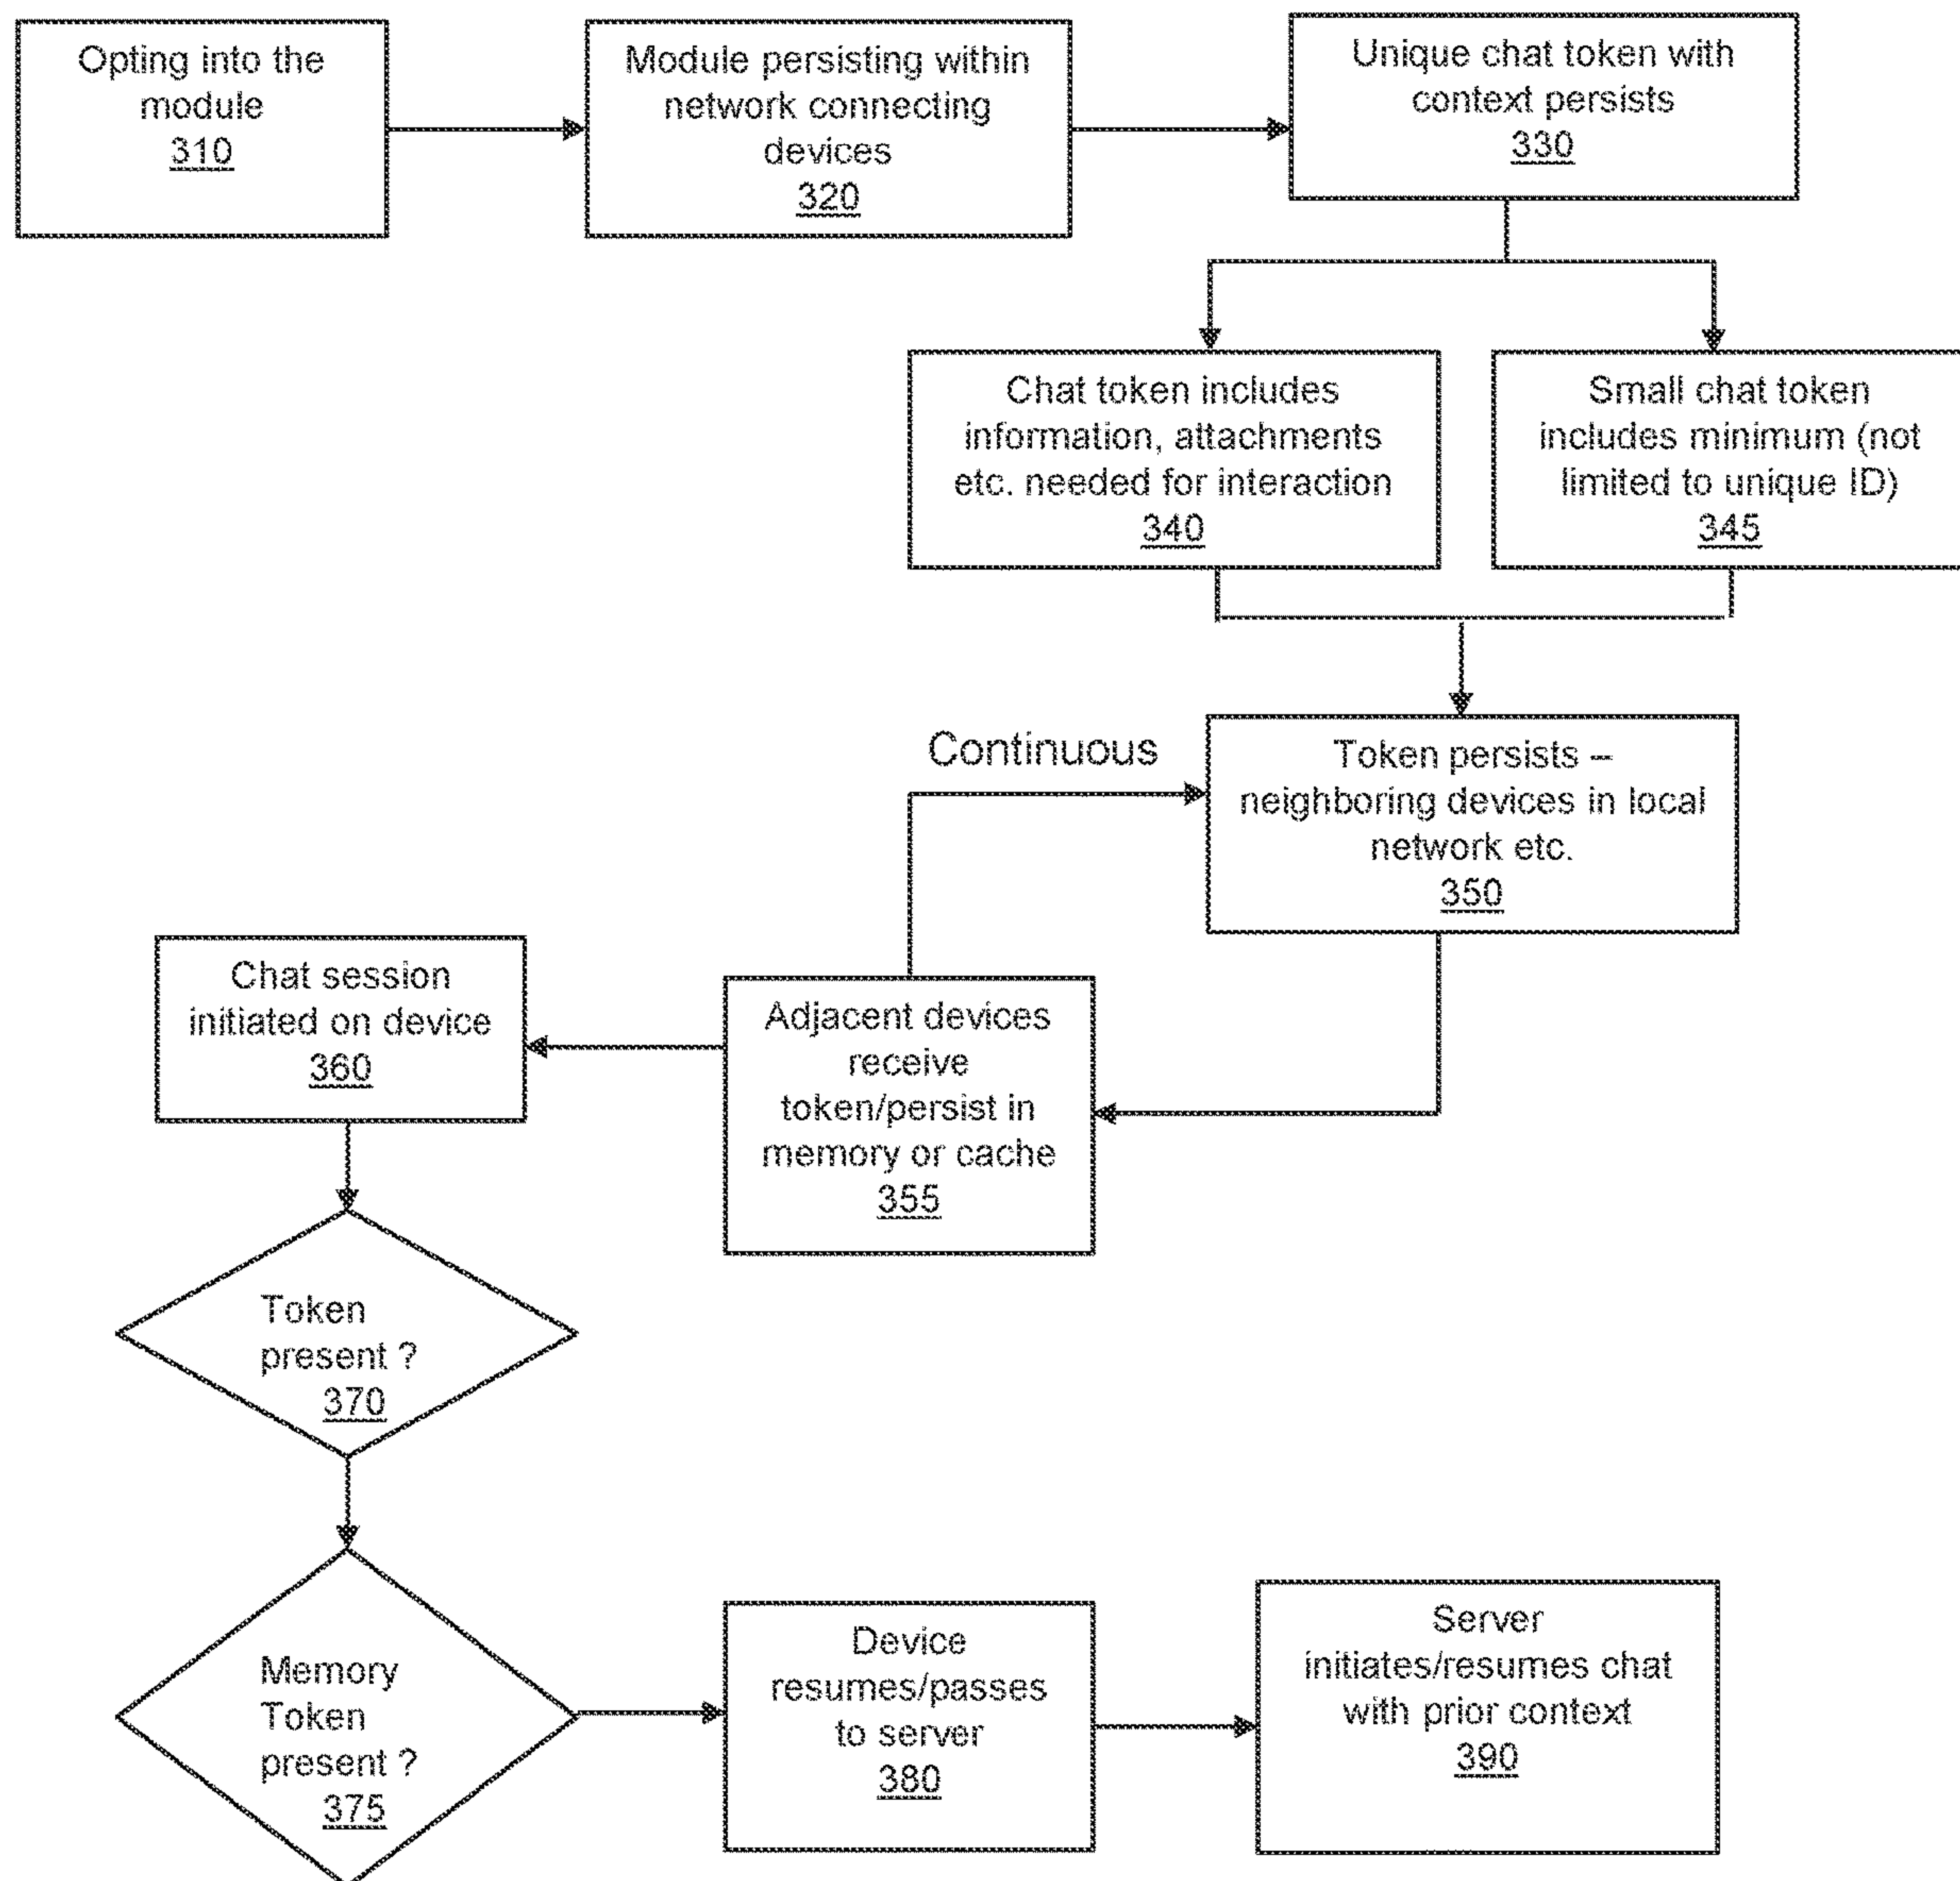 Opting into the
module
310
Module persisting within
network connecting
devices
320
Unique chat token with
context persists
330
Chat token includes
information, attachments
etc. needed for interaction
340
Small chat token
includes minimum (not
limited to unique ID)
345
Continuous
Token persists –
neighboring devices in local
network etc.
350
Adjacent devices
receive
token/persist in
memory or cache
355
Chat session
initiated on device
360
Token
present ?
370
Memory
Token
present ?
375
Device
resumes/passes
to server
380
Server
initiates/resumes chat
with prior context
390